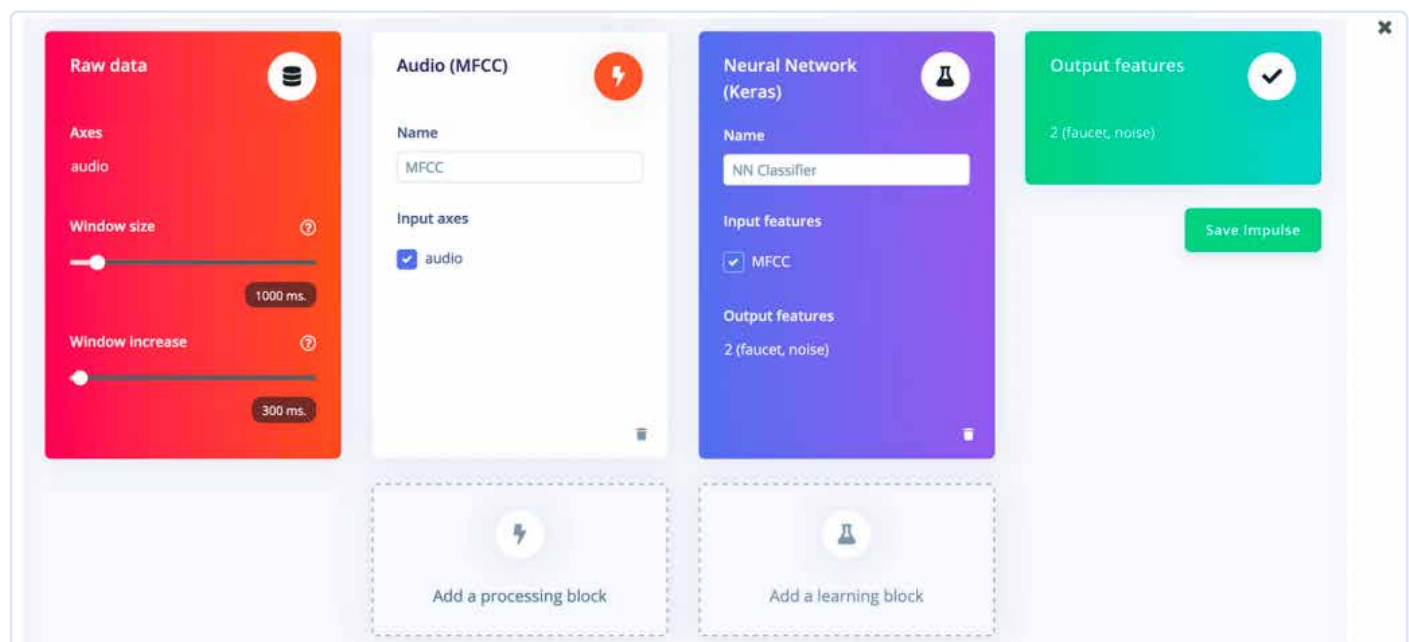 Raw data
Axes
audio
Window size
1000 ms.
Window increase
300 ms.
Audio (MFCC)
Name
MFCC
Input axes
audio
Neural Network
(Keras)
Name
NN Classifier
Input features
MFCC
Output features
2 (faucet, noise)
Output features
2 (faucet, noise)
Save Impulse
Add a processing block
Add a learning block